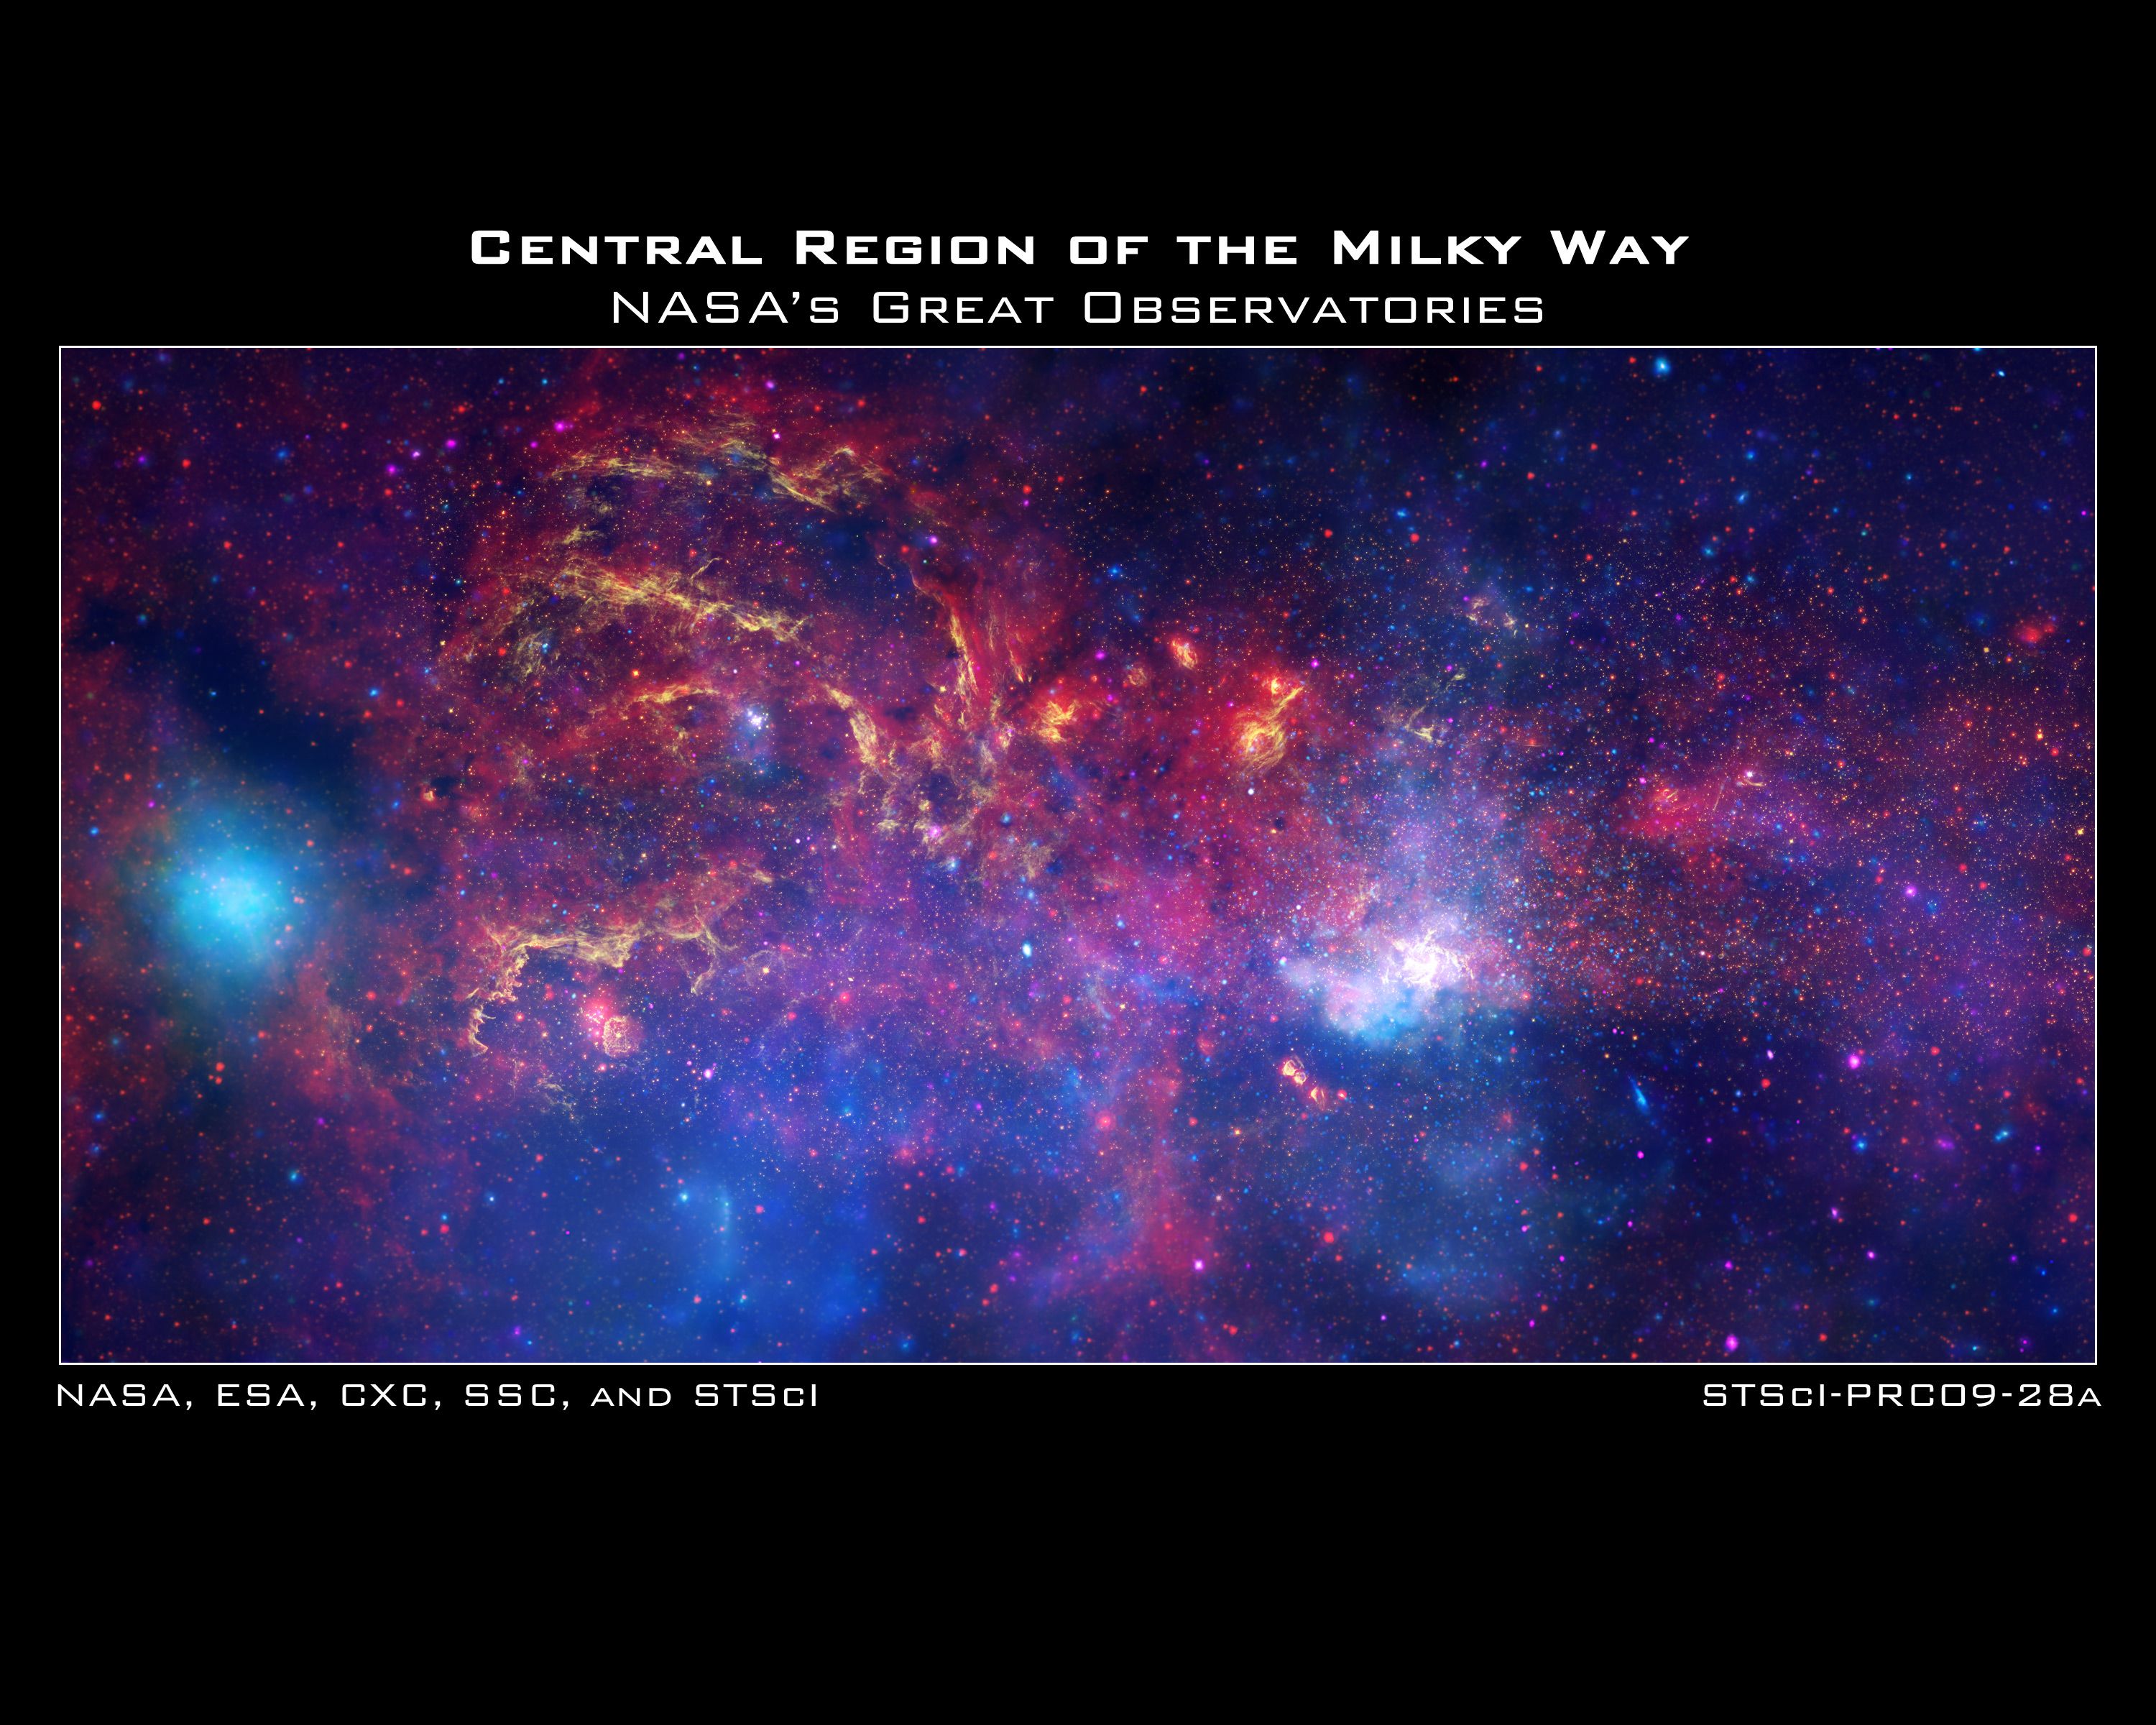 Central Region of the Milky Way
NASA's Great Observatories
NASA, ESA, CXC, SSC, and STScI
STScI-PRC09-28a